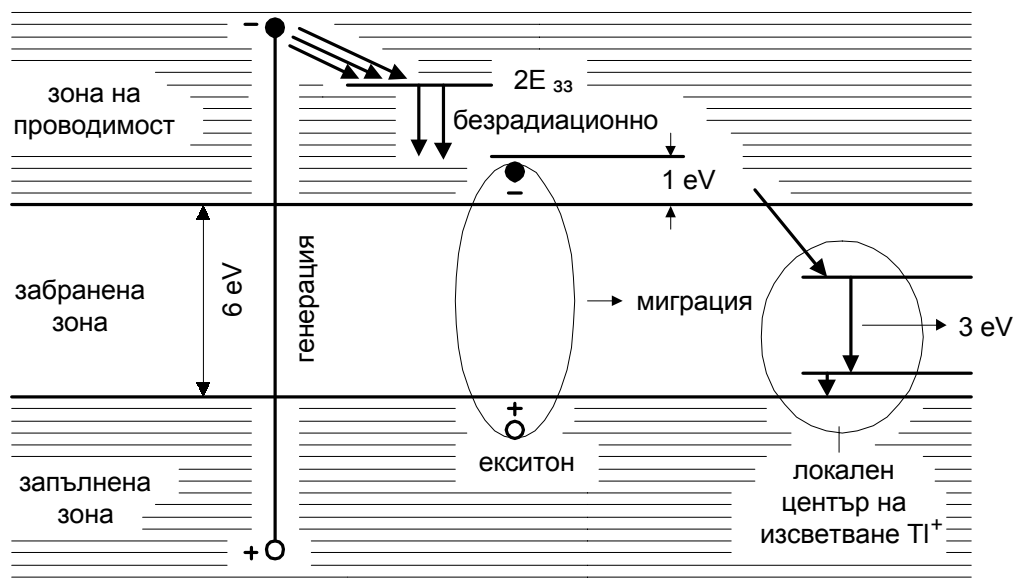 −
зона на
проводимост
2E зз
безрадиационно
1 eV
−
забранена
зона
6 eV
генерация
миграция
3 eV
+
екситон
запълнена
зона
+
локален
център на
изсветване Tl⁺